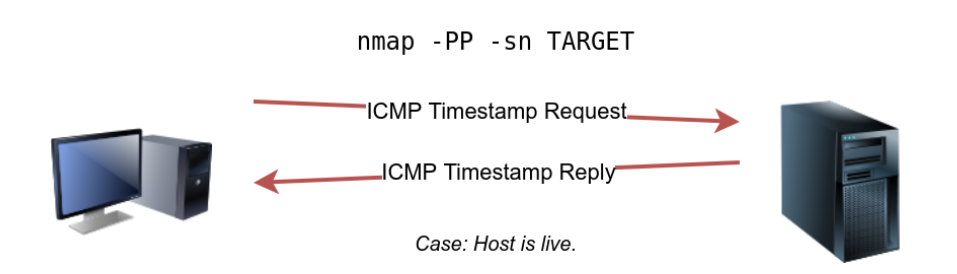 nmap -PP -sn TARGET
ICMP Timestamp Request
ICMP Timestamp Reply
Case: Host is live.